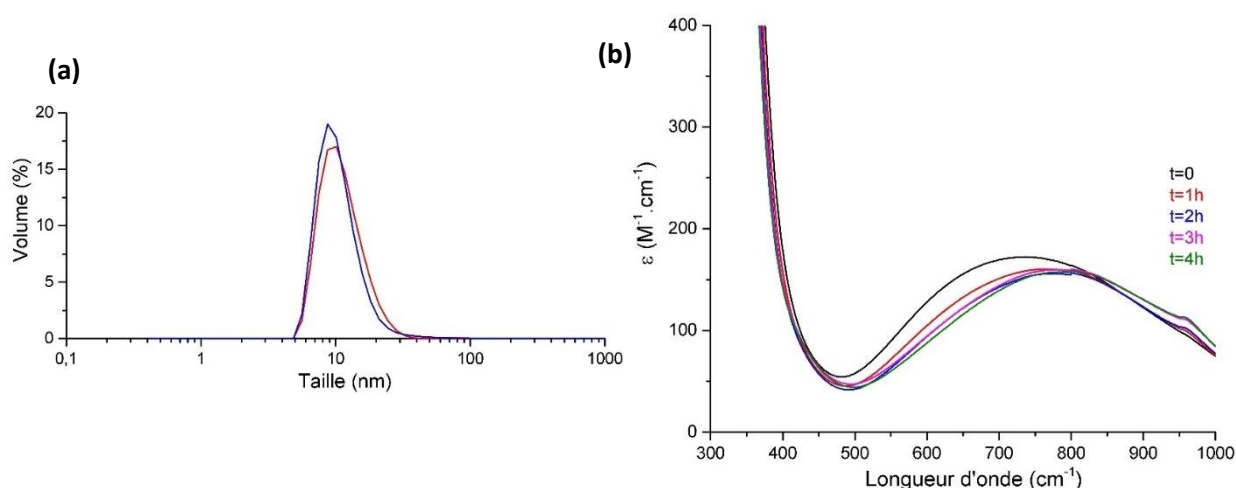 (a)
Volume (%)
20
15
10
5
0
0,1
1
10
100
1000
Taille (nm)
(b)
ε (M⁻¹.cm⁻¹)
400
300
200
100
0
t=0
t=1h
t=2h
t=3h
t=4h
300
400
500
600
700
800
900
1000
Longueur d'onde (cm⁻¹)